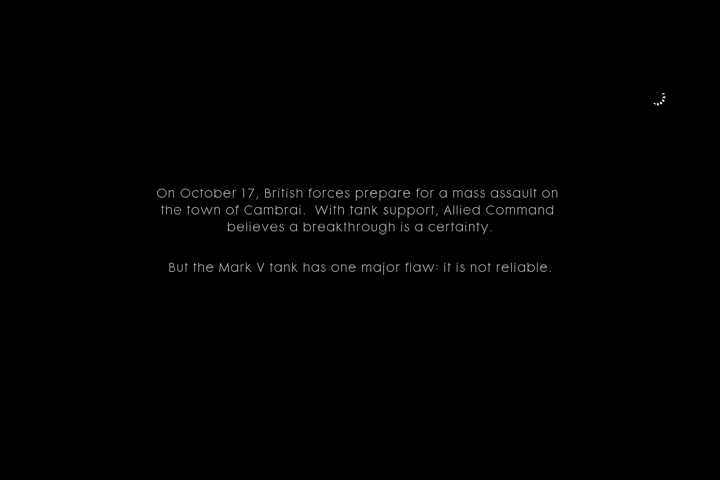 On October 17, British forces prepare for a mass assault on
the town of Cambrai.  With tank support, Allied Command
believes a breakthrough is a certainty.
But the Mark V tank has one major flaw: it is not reliable.